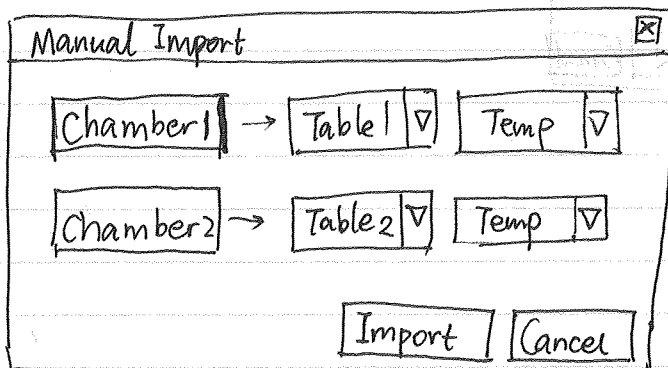 Manual Import
Chamber1 → Table1 Temp
Chamber2 → Table2 Temp
Import Cancel